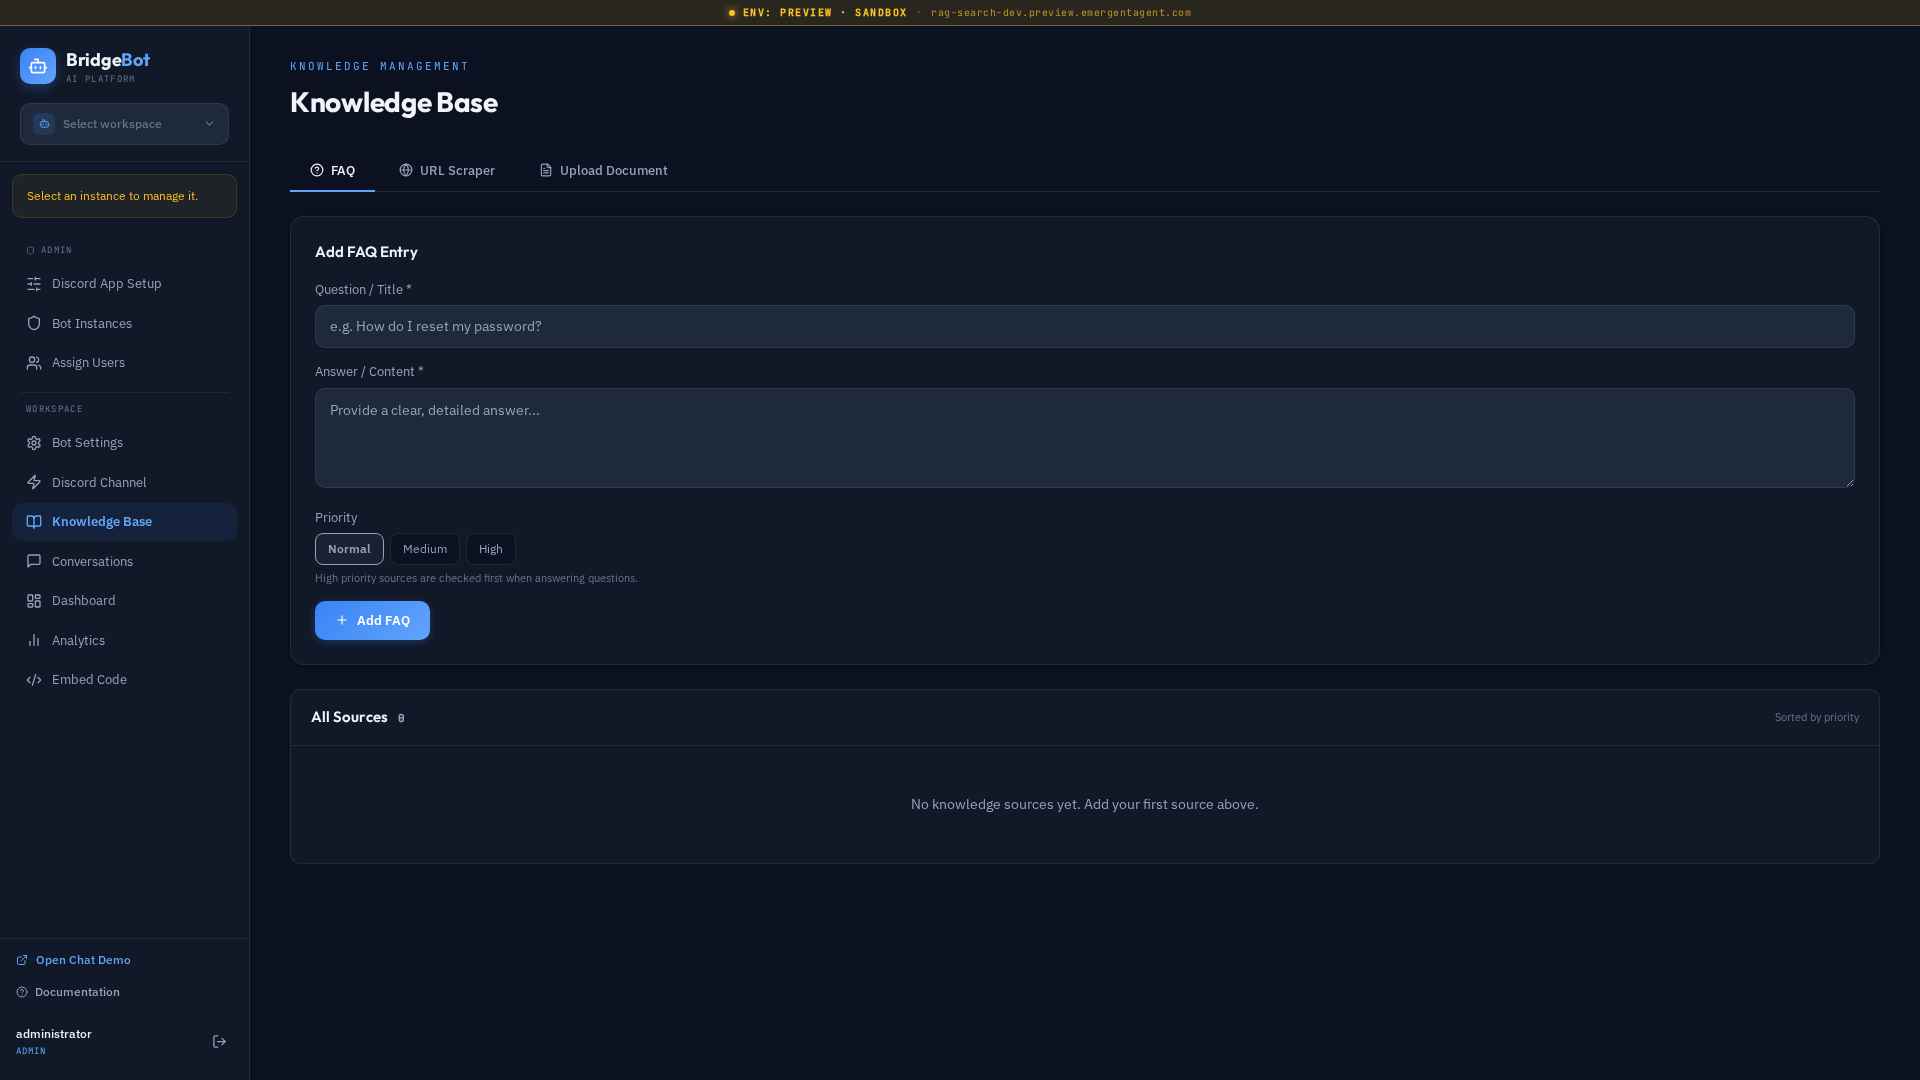 ENV: PREVIEW · SANDBOX · rag-search-dev.preview.emergentagent.com
BridgeBot
AI PLATFORM
Select workspace
Select an instance to manage it.
ADMIN
Discord App Setup
Bot Instances
Assign Users
WORKSPACE
Bot Settings
Discord Channel
Knowledge Base
Conversations
Dashboard
Analytics
Embed Code
Open Chat Demo
Documentation
administrator
ADMIN
KNOWLEDGE MANAGEMENT
Knowledge Base
FAQ
URL Scraper
Upload Document
Add FAQ Entry
Question / Title *
e.g. How do I reset my password?
Answer / Content *
Provide a clear, detailed answer...
Priority
Normal
Medium
High
High priority sources are checked first when answering questions.
Add FAQ
All Sources 0
Sorted by priority
No knowledge sources yet. Add your first source above.